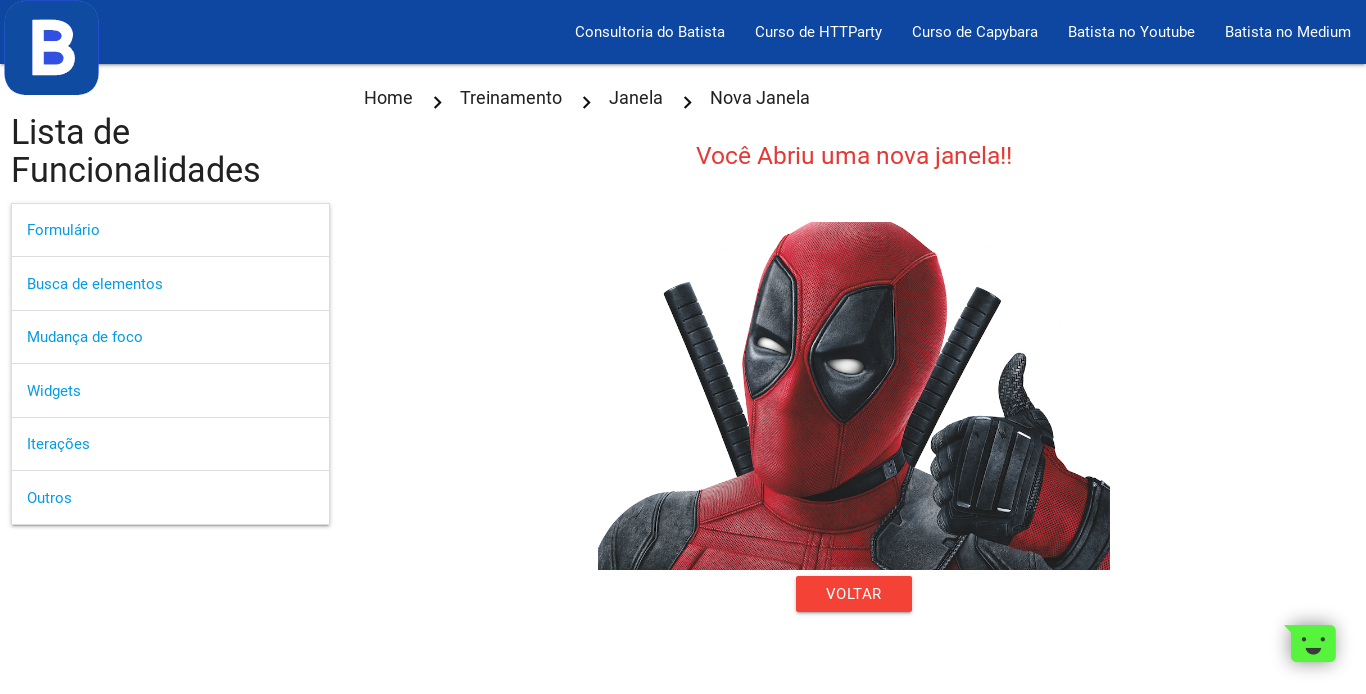 B
Consultoria do Batista Curso de HTTParty Curso de Capybara Batista no Youtube Batista no Medium
Home Treinamento Janela Nova Janela
Lista de
Funcionalidades
Formulário
Busca de elementos
Mudança de foco
Widgets
Iterações
Outros
Você Abriu uma nova janela!!
VOLTAR